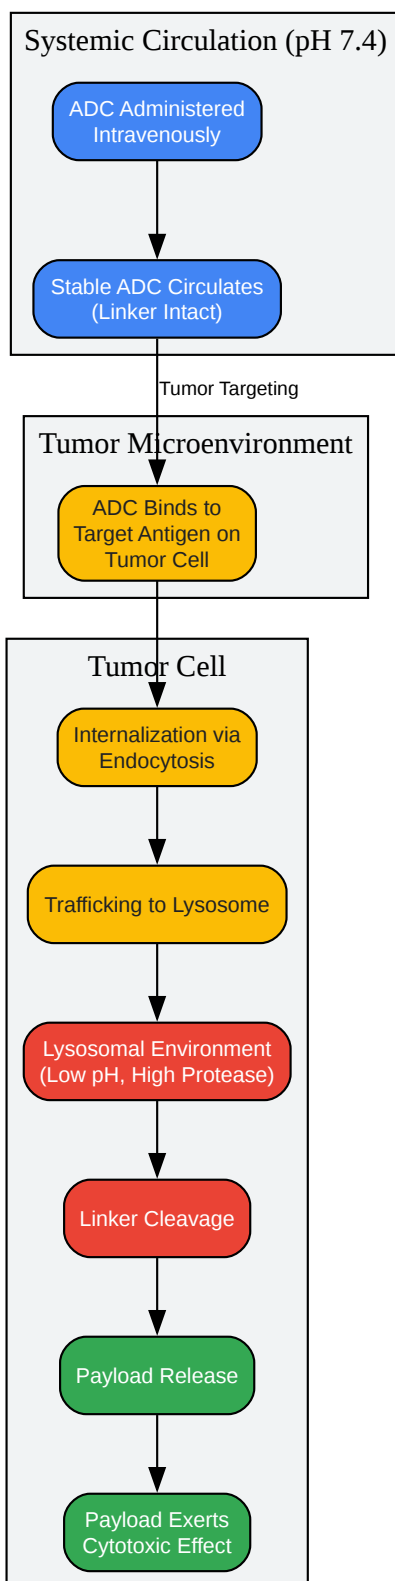 Systemic Circulation (pH 7.4)
ADC Administered
Intravenously
Stable ADC Circulates
(Linker Intact)
Tumor Targeting
Tumor Microenvironment
ADC Binds to
Target Antigen on
Tumor Cell
Tumor Cell
Internalization via
Endocytosis
Trafficking to Lysosome
Lysosomal Environment
(Low pH, High Protease)
Linker Cleavage
Payload Release
Payload Exerts
Cytotoxic Effect